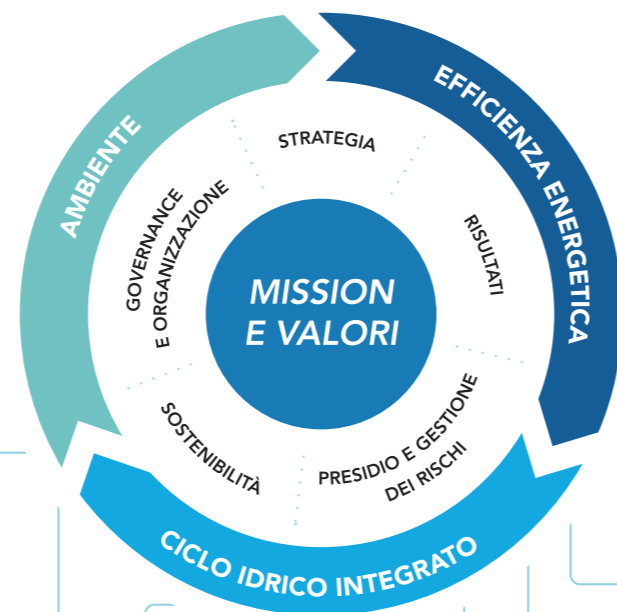 AMBIENTE
EFFICIENZA ENERGETICA
CICLO IDRICO INTEGRATO
STRATEGIA
RISULTATI
PRESIDIO E GESTIONE
DEI RISCHI
SOSTENIBILITÀ
GOVERNANCE
E ORGANIZZAZIONE
MISSION
E VALORI